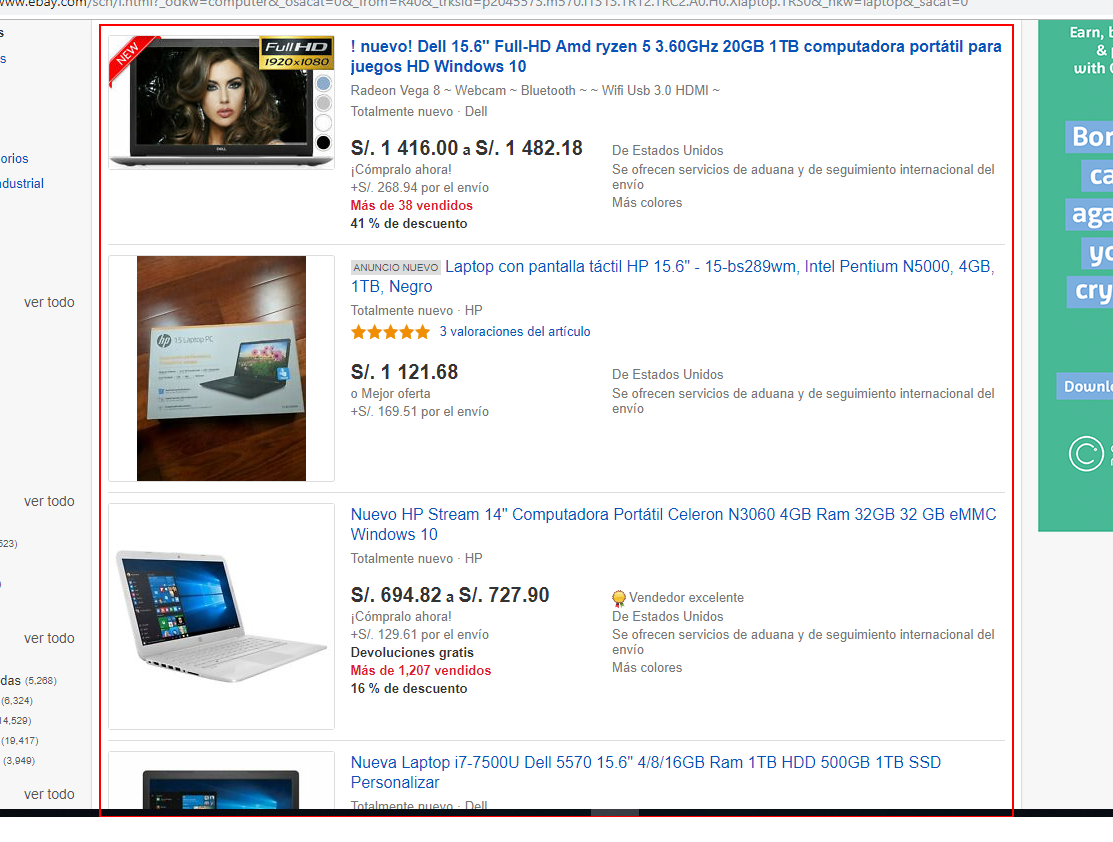 www.ebay.com/sch/i.html?_odkw=computer&_osacat=0&_from=R40&_trksid=p2045573.m570.l1313.TR12.TRC2.A0.H0.Xlaptop.TRS0&_nkw=laptop&_sacat=0
s
s
orios
dustrial
ver todo
ver todo
523)
ver todo
das (5,268)
(6,324)
14,529)
(19,417)
(3,949)
ver todo
NEW
Full HD
1920x1080
DELL
! nuevo! Dell 15.6" Full-HD Amd ryzen 5 3.60GHz 20GB 1TB computadora portátil para
juegos HD Windows 10
Radeon Vega 8 ~ Webcam ~ Bluetooth ~ ~ Wifi Usb 3.0 HDMI ~
Totalmente nuevo · Dell
S/. 1 416.00 a S/. 1 482.18
¡Cómpralo ahora!
+S/. 268.94 por el envío
Más de 38 vendidos
41 % de descuento
De Estados Unidos
Se ofrecen servicios de aduana y de seguimiento internacional del
envío
Más colores
hp 15 Laptop PC
ANUNCIO NUEVO Laptop con pantalla táctil HP 15.6" - 15-bs289wm, Intel Pentium N5000, 4GB,
1TB, Negro
Totalmente nuevo · HP
3 valoraciones del artículo
S/. 1 121.68
o Mejor oferta
+S/. 169.51 por el envío
De Estados Unidos
Se ofrecen servicios de aduana y de seguimiento internacional del
envío
Nuevo HP Stream 14" Computadora Portátil Celeron N3060 4GB Ram 32GB 32 GB eMMC
Windows 10
Totalmente nuevo · HP
S/. 694.82 a S/. 727.90
¡Cómpralo ahora!
+S/. 129.61 por el envío
Devoluciones gratis
Más de 1,207 vendidos
16 % de descuento
Vendedor excelente
De Estados Unidos
Se ofrecen servicios de aduana y de seguimiento internacional del
envío
Más colores
Nueva Laptop i7-7500U Dell 5570 15.6" 4/8/16GB Ram 1TB HDD 500GB 1TB SSD
Personalizar
Totalmente nuevo · Dell
Earn, b
&
with C
Bor
ca
aga
yo
cry
Downl